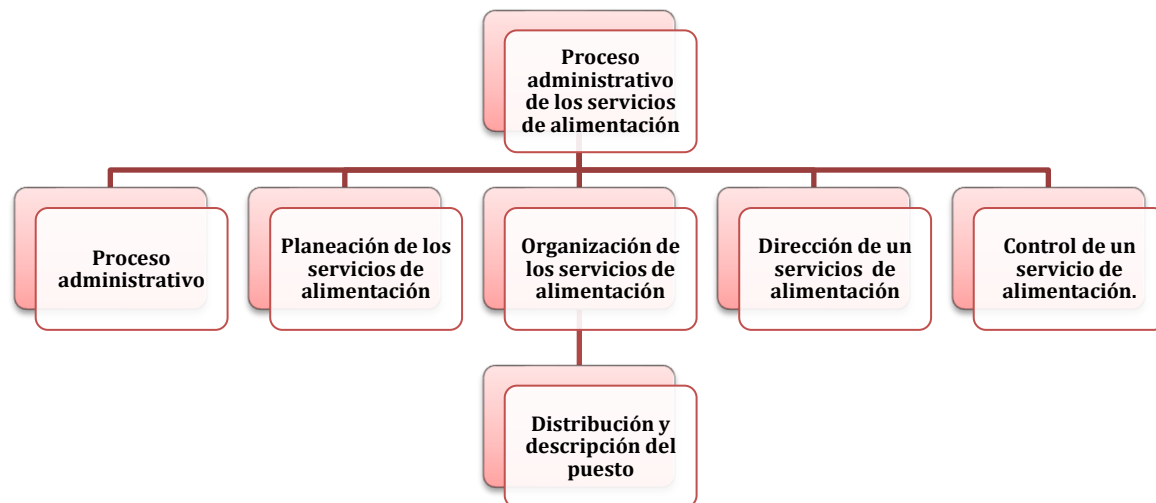 Proceso
administrativo
de los servicios
de alimentación
Proceso
administrativo
Planeación de los
servicios de
alimentación
Organización de
los servicios de
alimentación
Dirección de un
servicios de
alimentación
Control de un
servicio de
alimentación.
Distribución y
descripción del
puesto